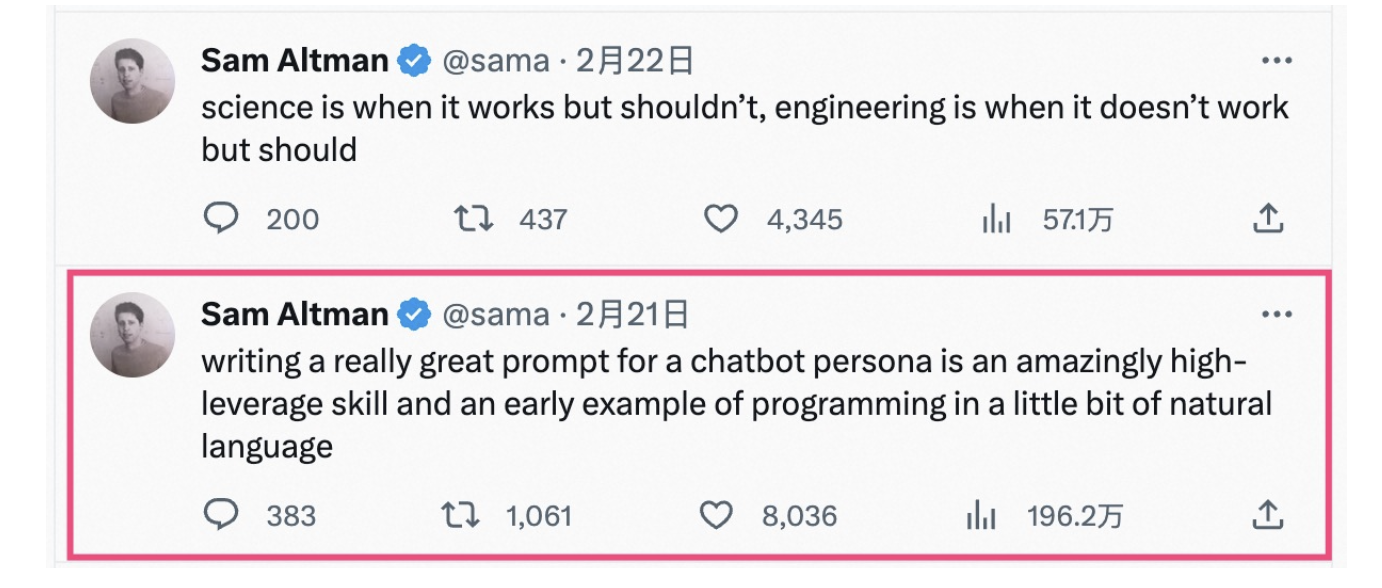 Sam Altman @sama · 2月22日
science is when it works but shouldn’t, engineering is when it doesn’t work
but should
200 437 4,345 57.1万
Sam Altman @sama · 2月21日
writing a really great prompt for a chatbot persona is an amazingly high-
leverage skill and an early example of programming in a little bit of natural
language
383 1,061 8,036 196.2万